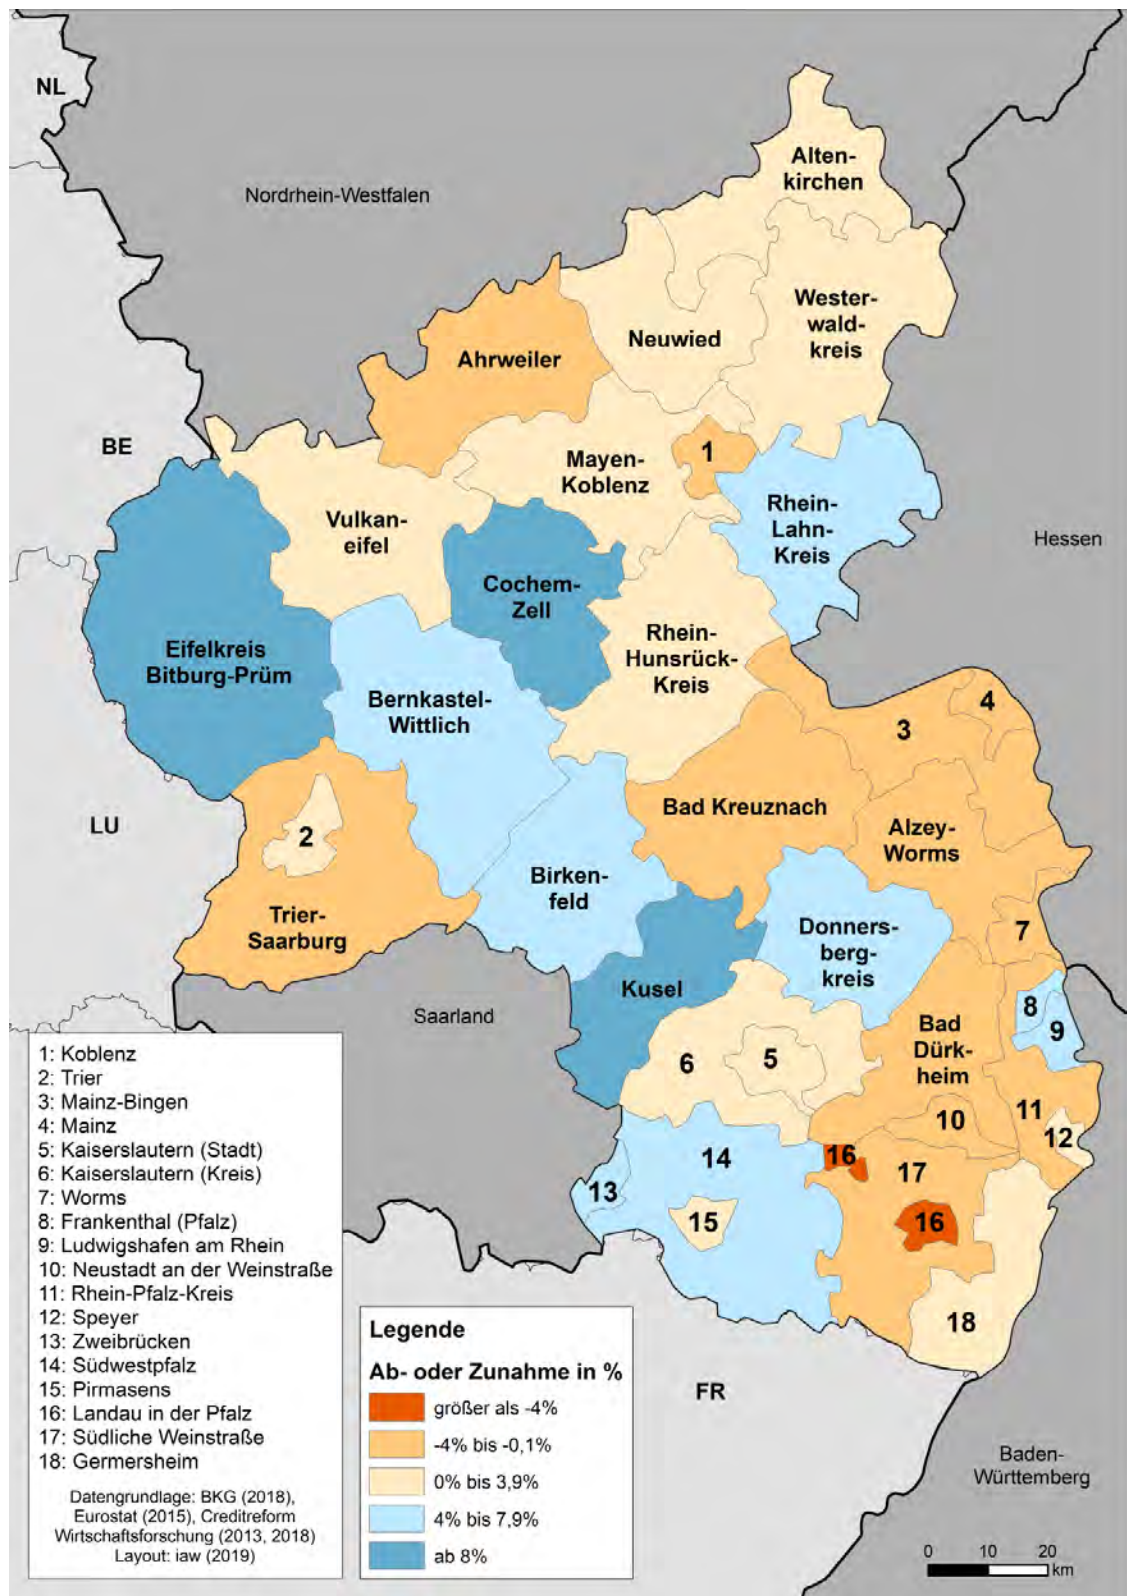 NL
Nordrhein-Westfalen
Alten-
kirchen
Wester-
wald-
kreis
Neuwied
Ahrweiler
BE
1
Mayen-
Koblenz
Rhein-
Lahn-
Kreis
Hessen
Vulkan-
eifel
Cochem-
Zell
Rhein-
Hunsrück-
Kreis
Eifelkreis
Bitburg-Prüm
Bernkastel-
Wittlich
4
3
Bad Kreuznach
LU
2
Alzey-
Worms
Birken-
feld
Trier-
Saarburg
Donners-
berg-
kreis
7
Kusel
Saarland
8
9
Bad
Dürk-
heim
6
5
10
11
12
14
16
17
13
15
16
18
FR
Baden-
Württemberg
1: Koblenz
2: Trier
3: Mainz-Bingen
4: Mainz
5: Kaiserslautern (Stadt)
6: Kaiserslautern (Kreis)
7: Worms
8: Frankenthal (Pfalz)
9: Ludwigshafen am Rhein
10: Neustadt an der Weinstraße
11: Rhein-Pfalz-Kreis
12: Speyer
13: Zweibrücken
14: Südwestpfalz
15: Pirmasens
16: Landau in der Pfalz
17: Südliche Weinstraße
18: Germersheim
Datengrundlage: BKG (2018),
Eurostat (2015), Creditreform
Wirtschaftsforschung (2013, 2018)
Layout: iaw (2019)
Legende
Ab- oder Zunahme in %
größer als -4%
-4% bis -0,1%
0% bis 3,9%
4% bis 7,9%
ab 8%
0 10 20
km